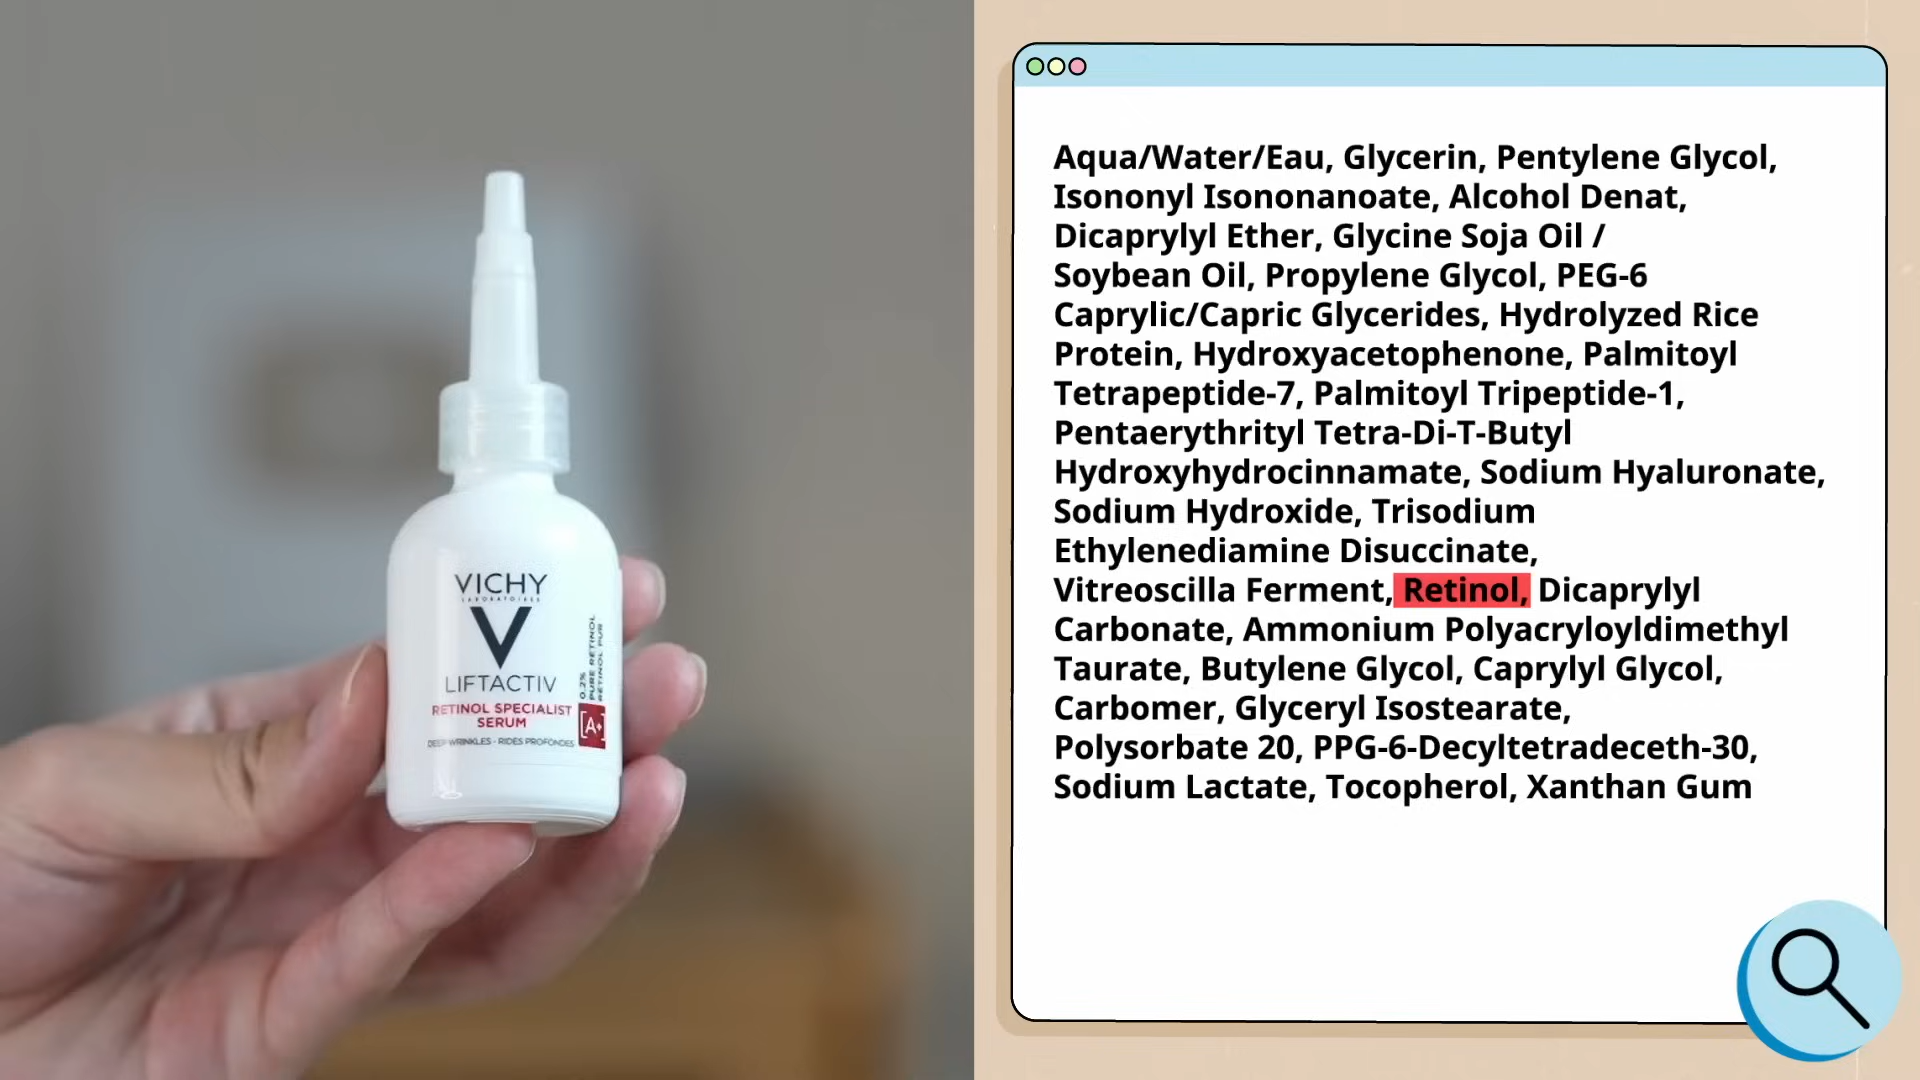 VICHY
LABORATOIRES
LIFTACTIV
RETINOL SPECIALIST
SERUM
DEEP WRINKLES - RIDES PROFONDES
0.2%
PURE RETINOL
RÉTINOL PUR
[A+]
Aqua/Water/Eau, Glycerin, Pentylene Glycol,
Isononyl Isononanoate, Alcohol Denat,
Dicaprylyl Ether, Glycine Soja Oil /
Soybean Oil, Propylene Glycol, PEG-6
Caprylic/Capric Glycerides, Hydrolyzed Rice
Protein, Hydroxyacetophenone, Palmitoyl
Tetrapeptide-7, Palmitoyl Tripeptide-1,
Pentaerythrityl Tetra-Di-T-Butyl
Hydroxyhydrocinnamate, Sodium Hyaluronate,
Sodium Hydroxide, Trisodium
Ethylenediamine Disuccinate,
Vitreoscilla Ferment, Retinol, Dicaprylyl
Carbonate, Ammonium Polyacryloyldimethyl
Taurate, Butylene Glycol, Caprylyl Glycol,
Carbomer, Glyceryl Isostearate,
Polysorbate 20, PPG-6-Decyltetradeceth-30,
Sodium Lactate, Tocopherol, Xanthan Gum